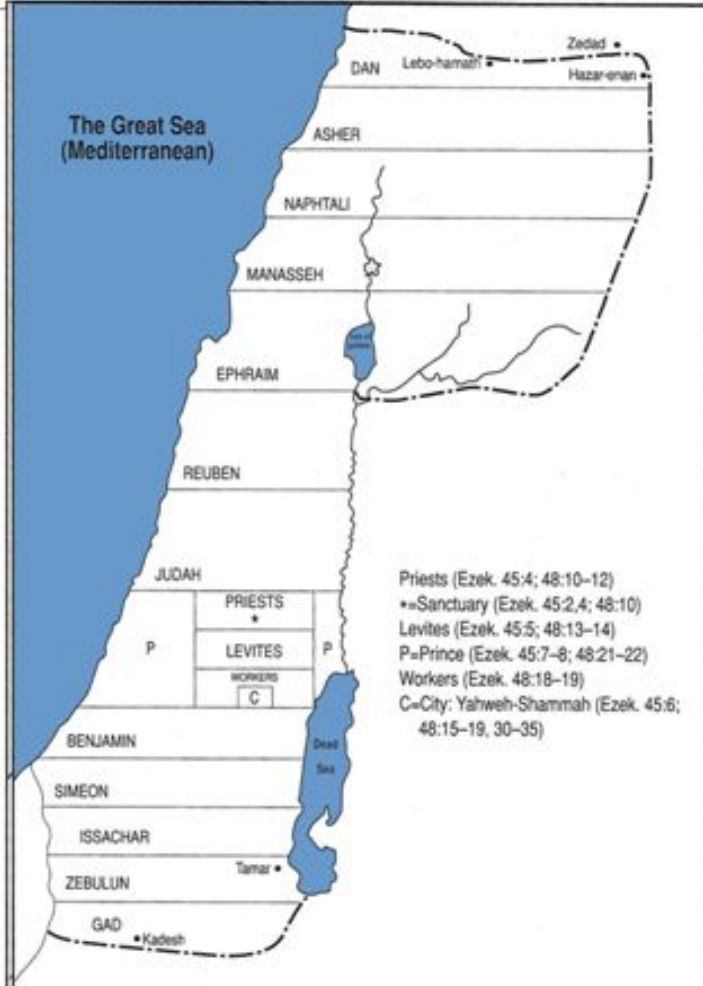 Zedad
DAN
Lebo-hamath
Hazar-enan
The Great Sea
(Mediterranean)
ASHER
NAPHTALI
MANASSEH
EPHRAIM
REUBEN
JUDAH
PRIESTS
*
P
LEVITES
P
WORKERS
C
Priests (Ezek. 45:4; 48:10–12)
*=Sanctuary (Ezek. 45:2,4; 48:10)
Levites (Ezek. 45:5; 48:13–14)
P=Prince (Ezek. 45:7–8; 48:21–22)
Workers (Ezek. 48:18–19)
C=City: Yahweh-Shammah (Ezek. 45:6;
48:15–19, 30–35)
BENJAMIN
Dead
Sea
SIMEON
ISSACHAR
Tamar
ZEBULUN
GAD
Kadesh